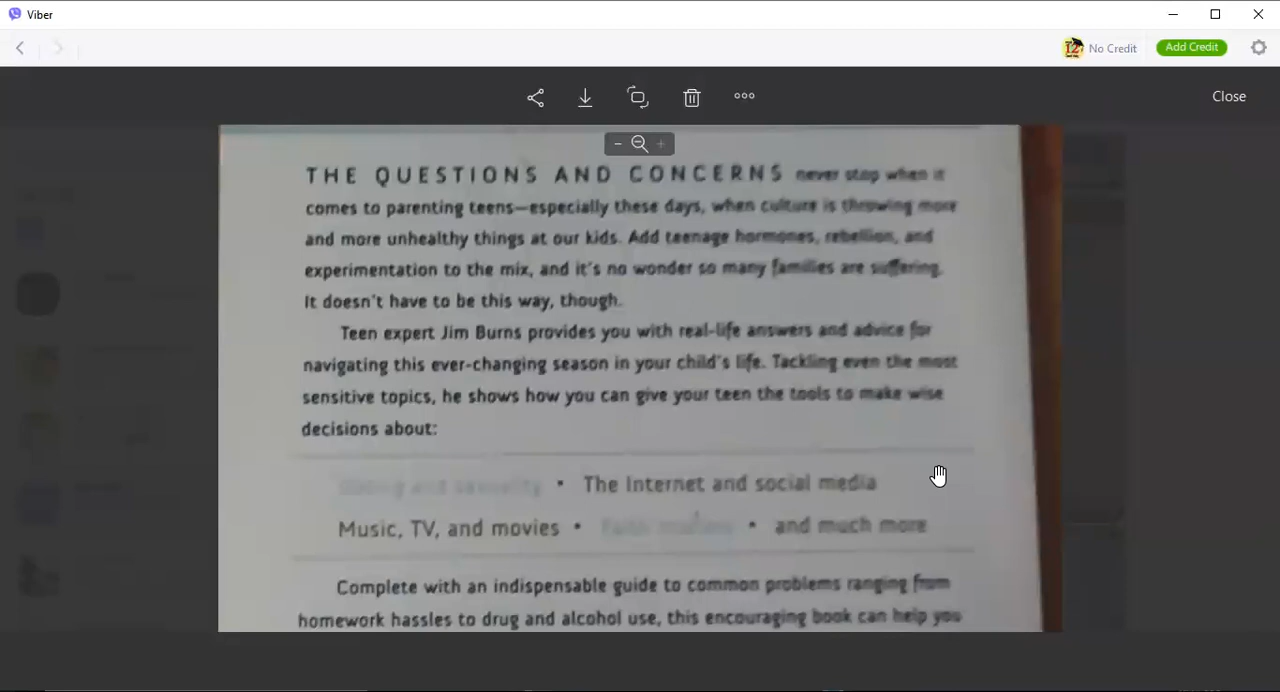 Viber
No Credit
Add Credit
Close
THE QUESTIONS AND CONCERNS never stop when it
comes to parenting teens—especially these days, when culture is throwing more
and more unhealthy things at our kids. Add teenage hormones, rebellion, and
experimentation to the mix, and it's no wonder so many families are suffering.
It doesn't have to be this way, though.
Teen expert Jim Burns provides you with real-life answers and advice for
navigating this ever-changing season in your child's life. Tackling even the most
sensitive topics, he shows how you can give your teen the tools to make wise
decisions about:
and sexuality • The Internet and social media
Music, TV, and movies • Faith • and much more
Complete with an indispensable guide to common problems ranging from
homework hassles to drug and alcohol use, this encouraging book can help you